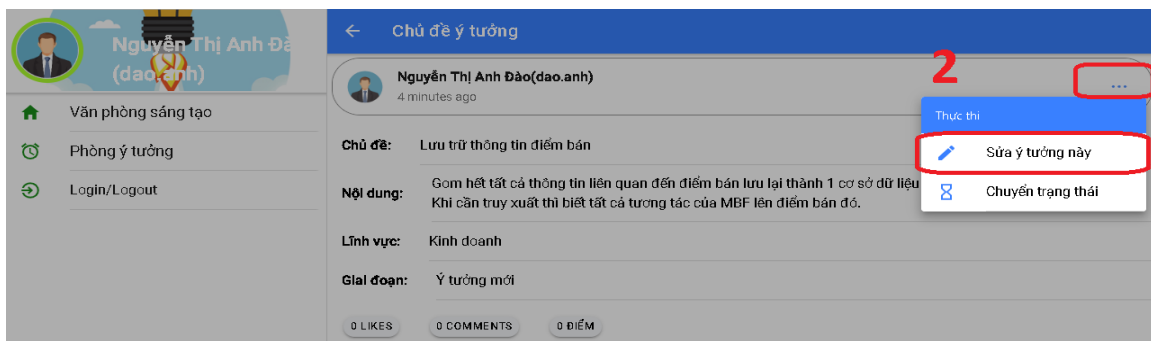 Nguyễn Thị Anh Đà
(dao.anh)
Văn phòng sáng tạo
Phòng ý tưởng
Login/Logout
Chủ đề ý tưởng
2
Nguyễn Thị Anh Đào(dao.anh)
4 minutes ago
...
Thực thi
Sửa ý tưởng này
Chuyển trạng thái
Chủ đề: Lưu trữ thông tin điểm bán
Nội dung: Gom hết tất cả thông tin liên quan đến điểm bán lưu lại thành 1 cơ sở dữ liệu
Khi cần truy xuất thì biết tất cả tương tác của MBF lên điểm bán đó.
Lĩnh vực: Kinh doanh
Giai đoạn: Ý tưởng mới
0 LIKES 0 COMMENTS 0 ĐIỂM